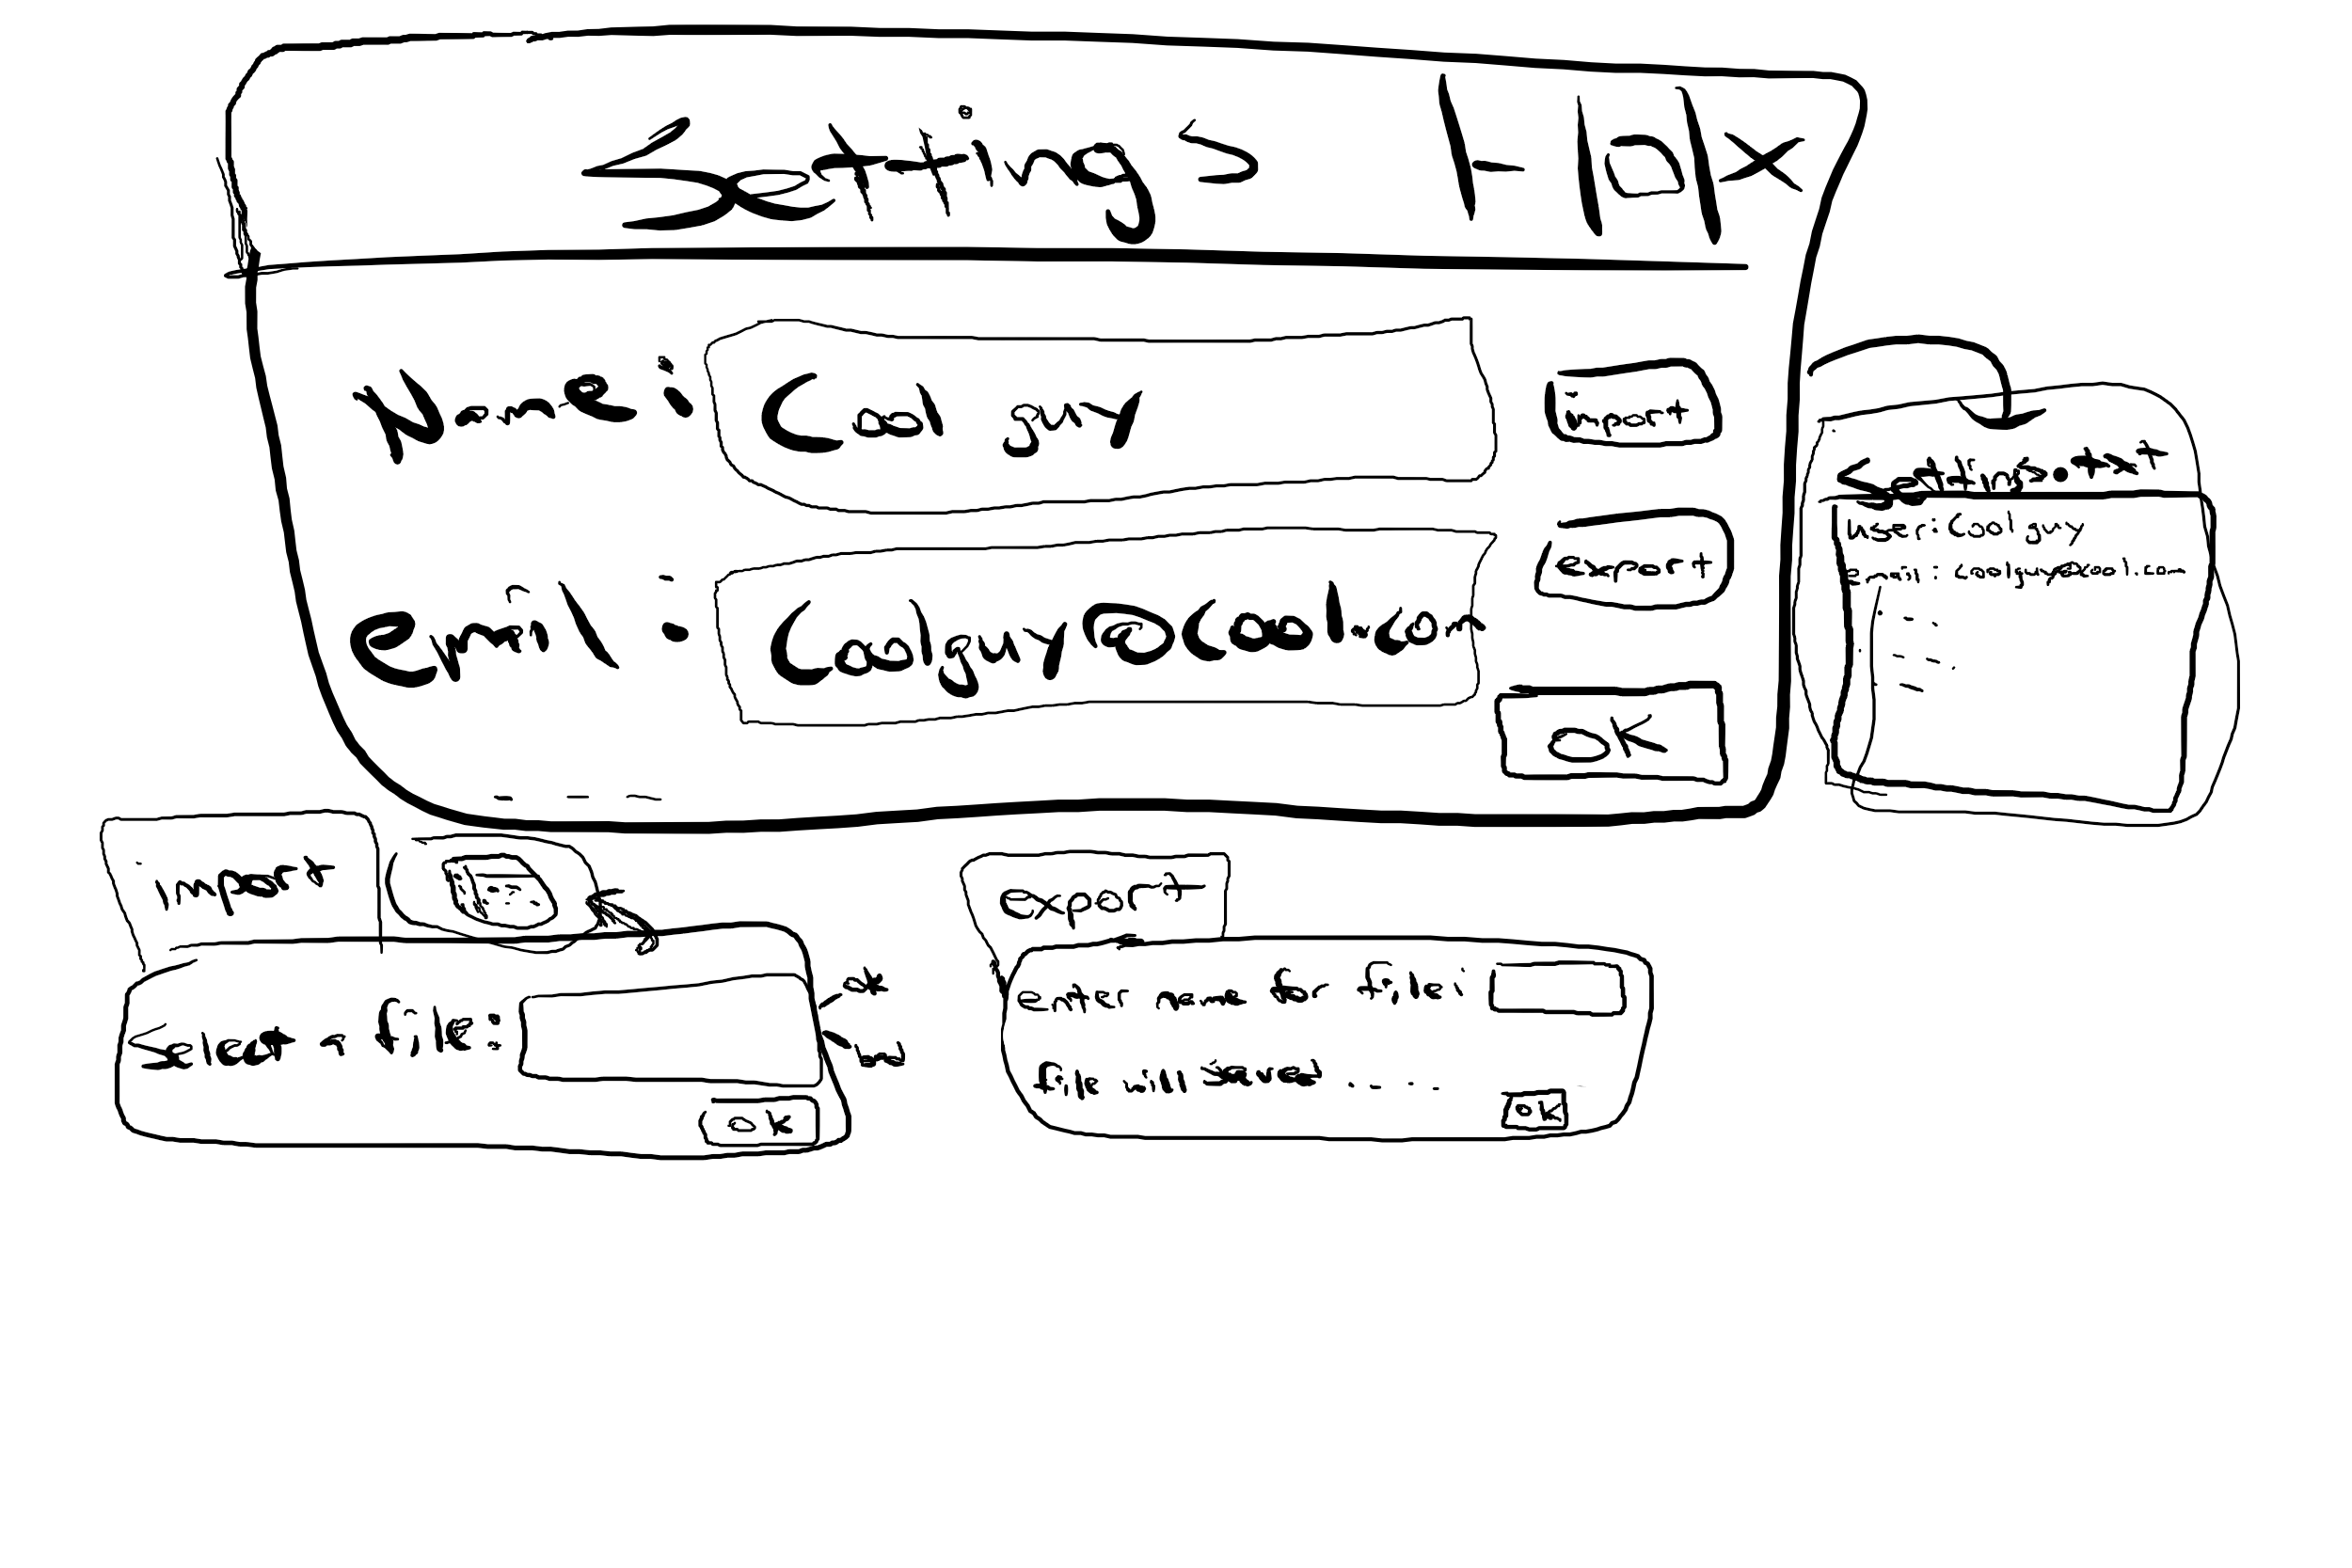 Settings |-|□|x
Name: Cool guy
import
email: Coolguy@cool.com
export
OK
settings.txt
User: Cool guy
email: coolguy@cool.com
import
select a file:
ok
OK
export
enter name for file:
file will saved ....
OK